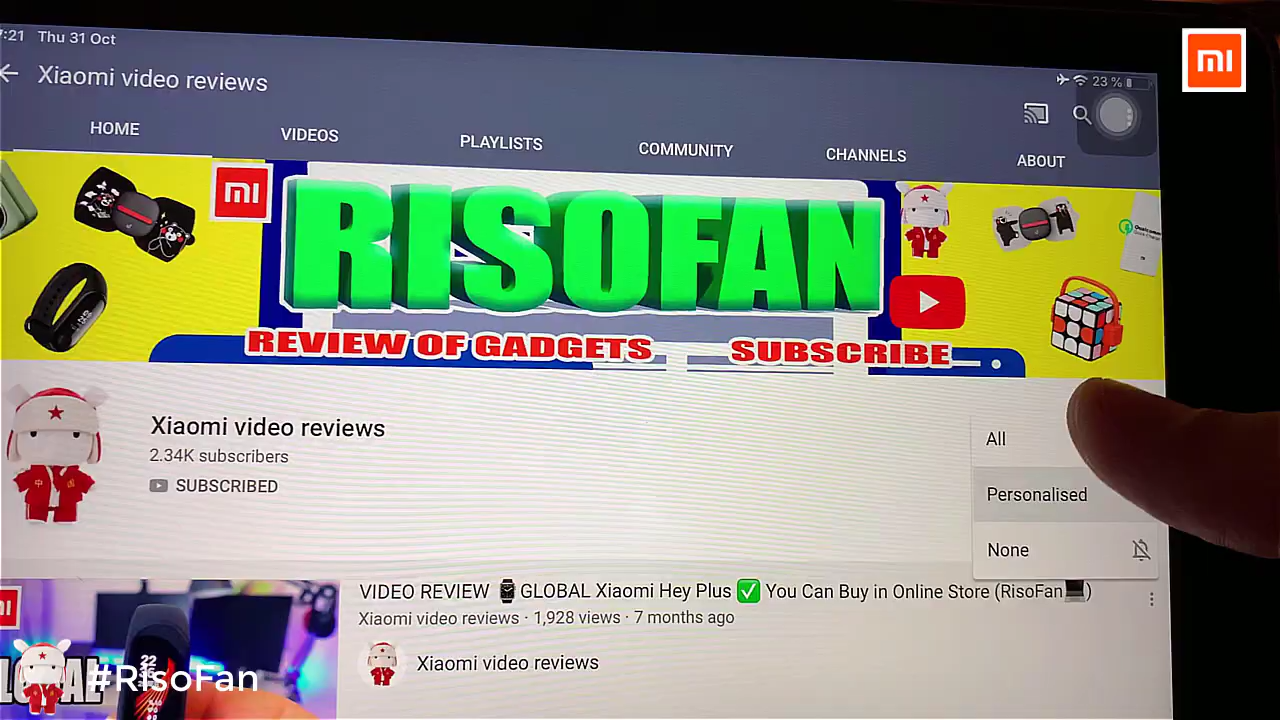 7:21 Thu 31 Oct
23 %
Xiaomi video reviews
HOME VIDEOS PLAYLISTS COMMUNITY CHANNELS ABOUT
mi
mi
RISOFAN
REVIEW OF GADGETS SUBSCRIBE
Xiaomi video reviews
2.34K subscribers
SUBSCRIBED
All
Personalised
None
VIDEO REVIEW ⌚GLOBAL Xiaomi Hey Plus ✅ You Can Buy in Online Store (RisoFan💻)
Xiaomi video reviews · 1,928 views · 7 months ago
Xiaomi video reviews
#RisoFan